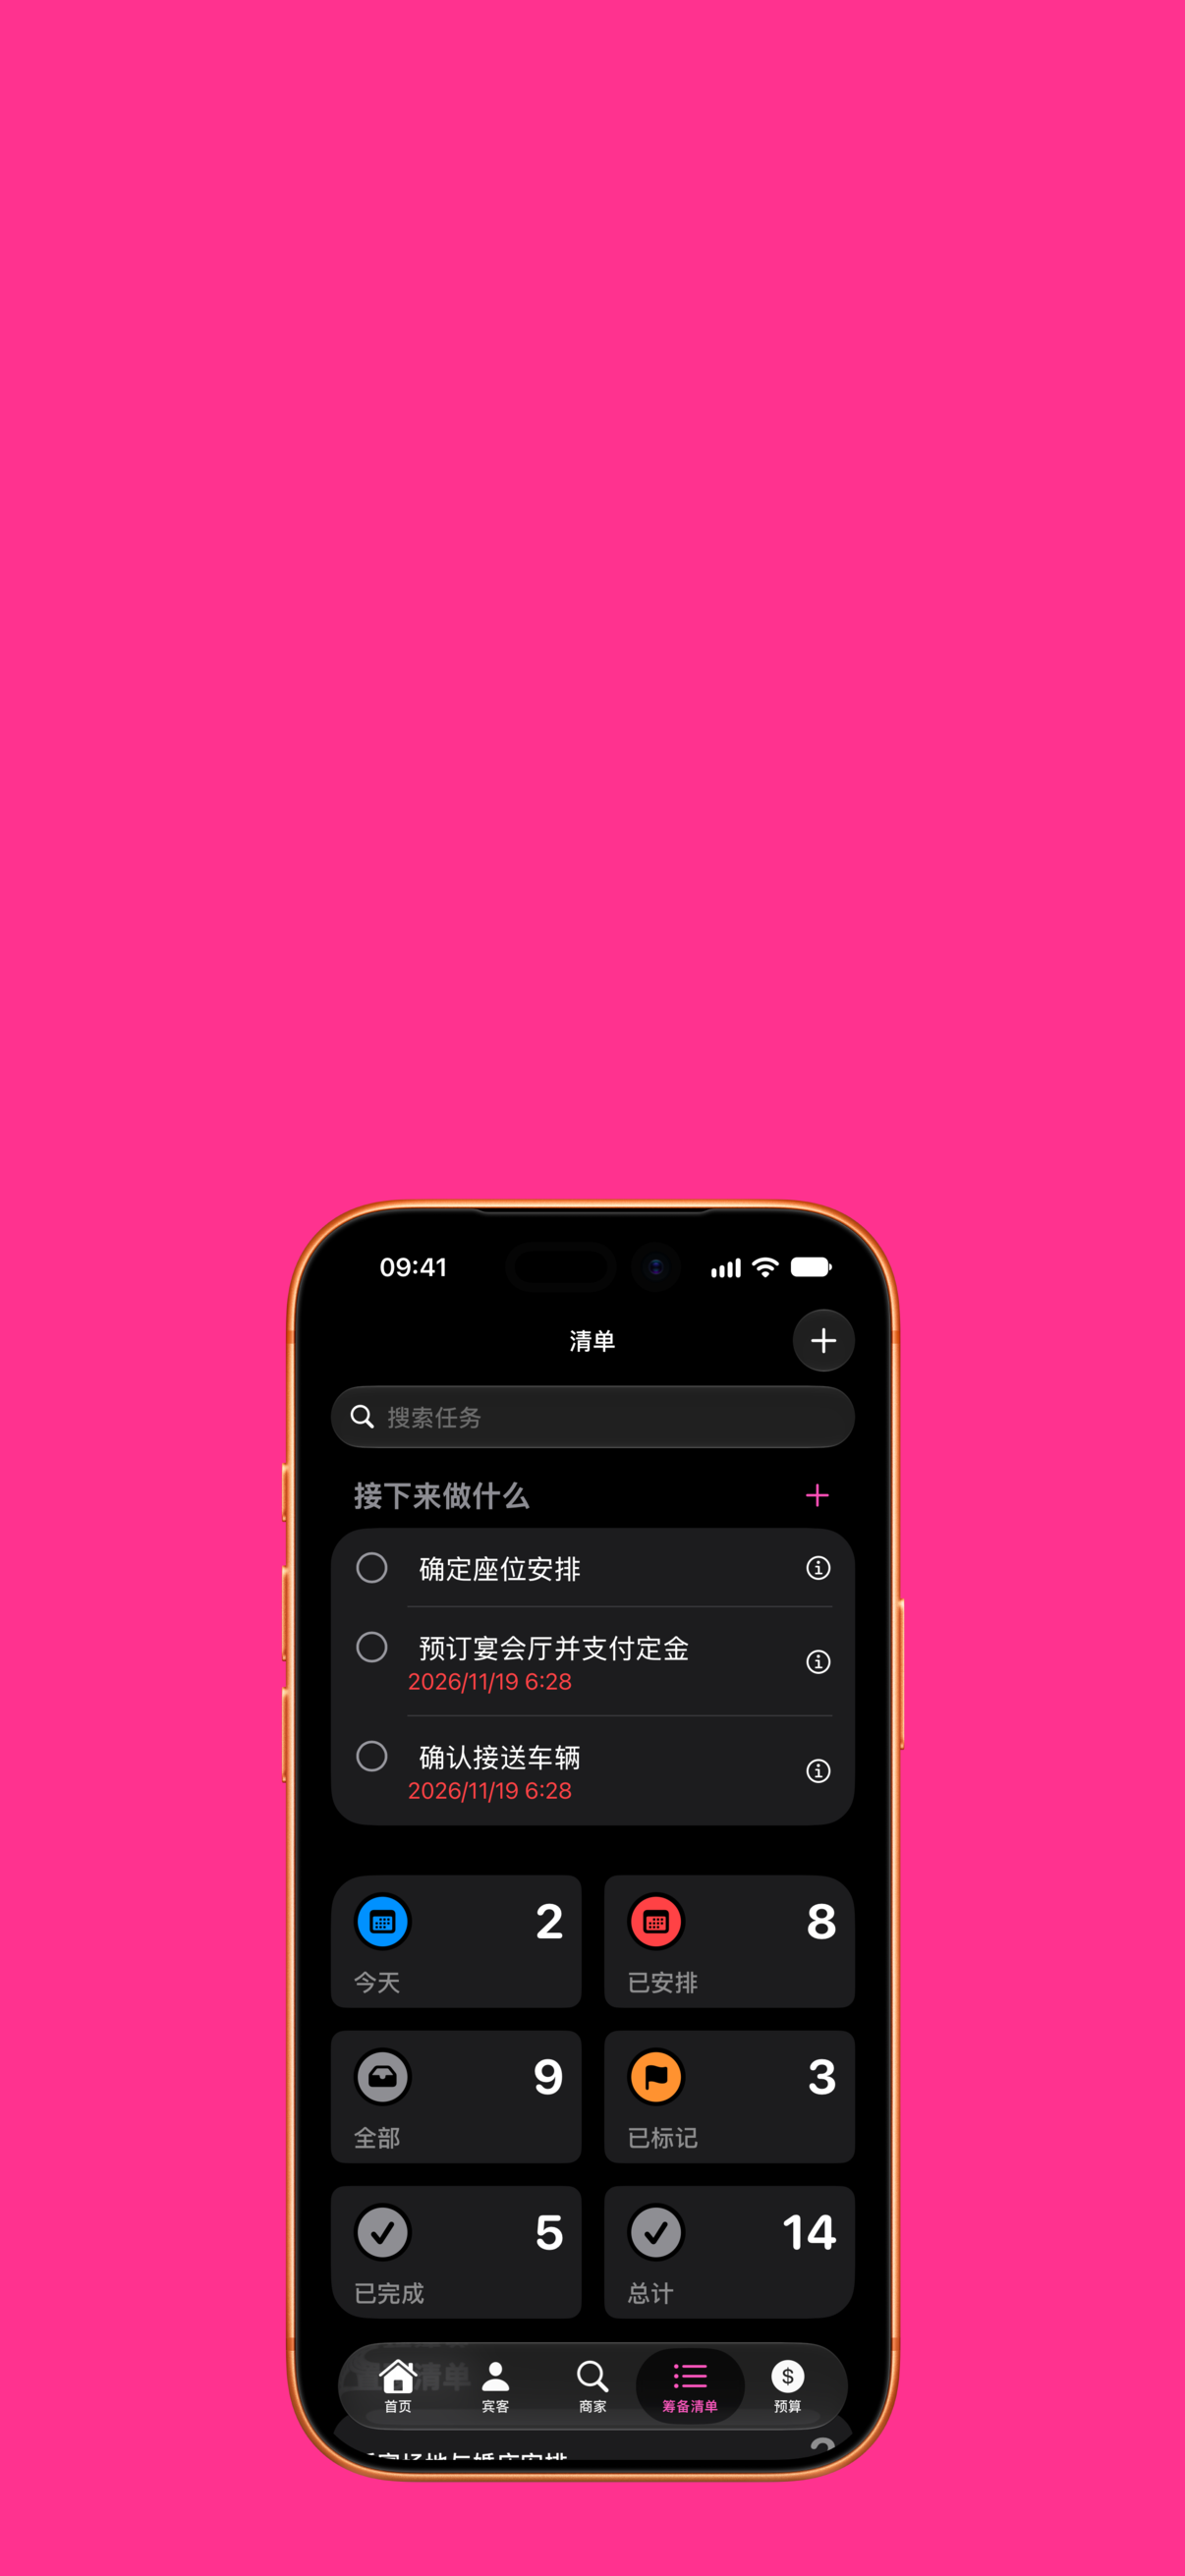 09:41
清单
搜索任务
接下来做什么
确定座位安排
预订宴会厅并支付定金
2026/11/19 6:28
确认接送车辆
2026/11/19 6:28
2
8
今天
已安排
9
3
全部
已标记
5
14
已完成
总计
清单
首页
宾客
商家
筹备清单
预算